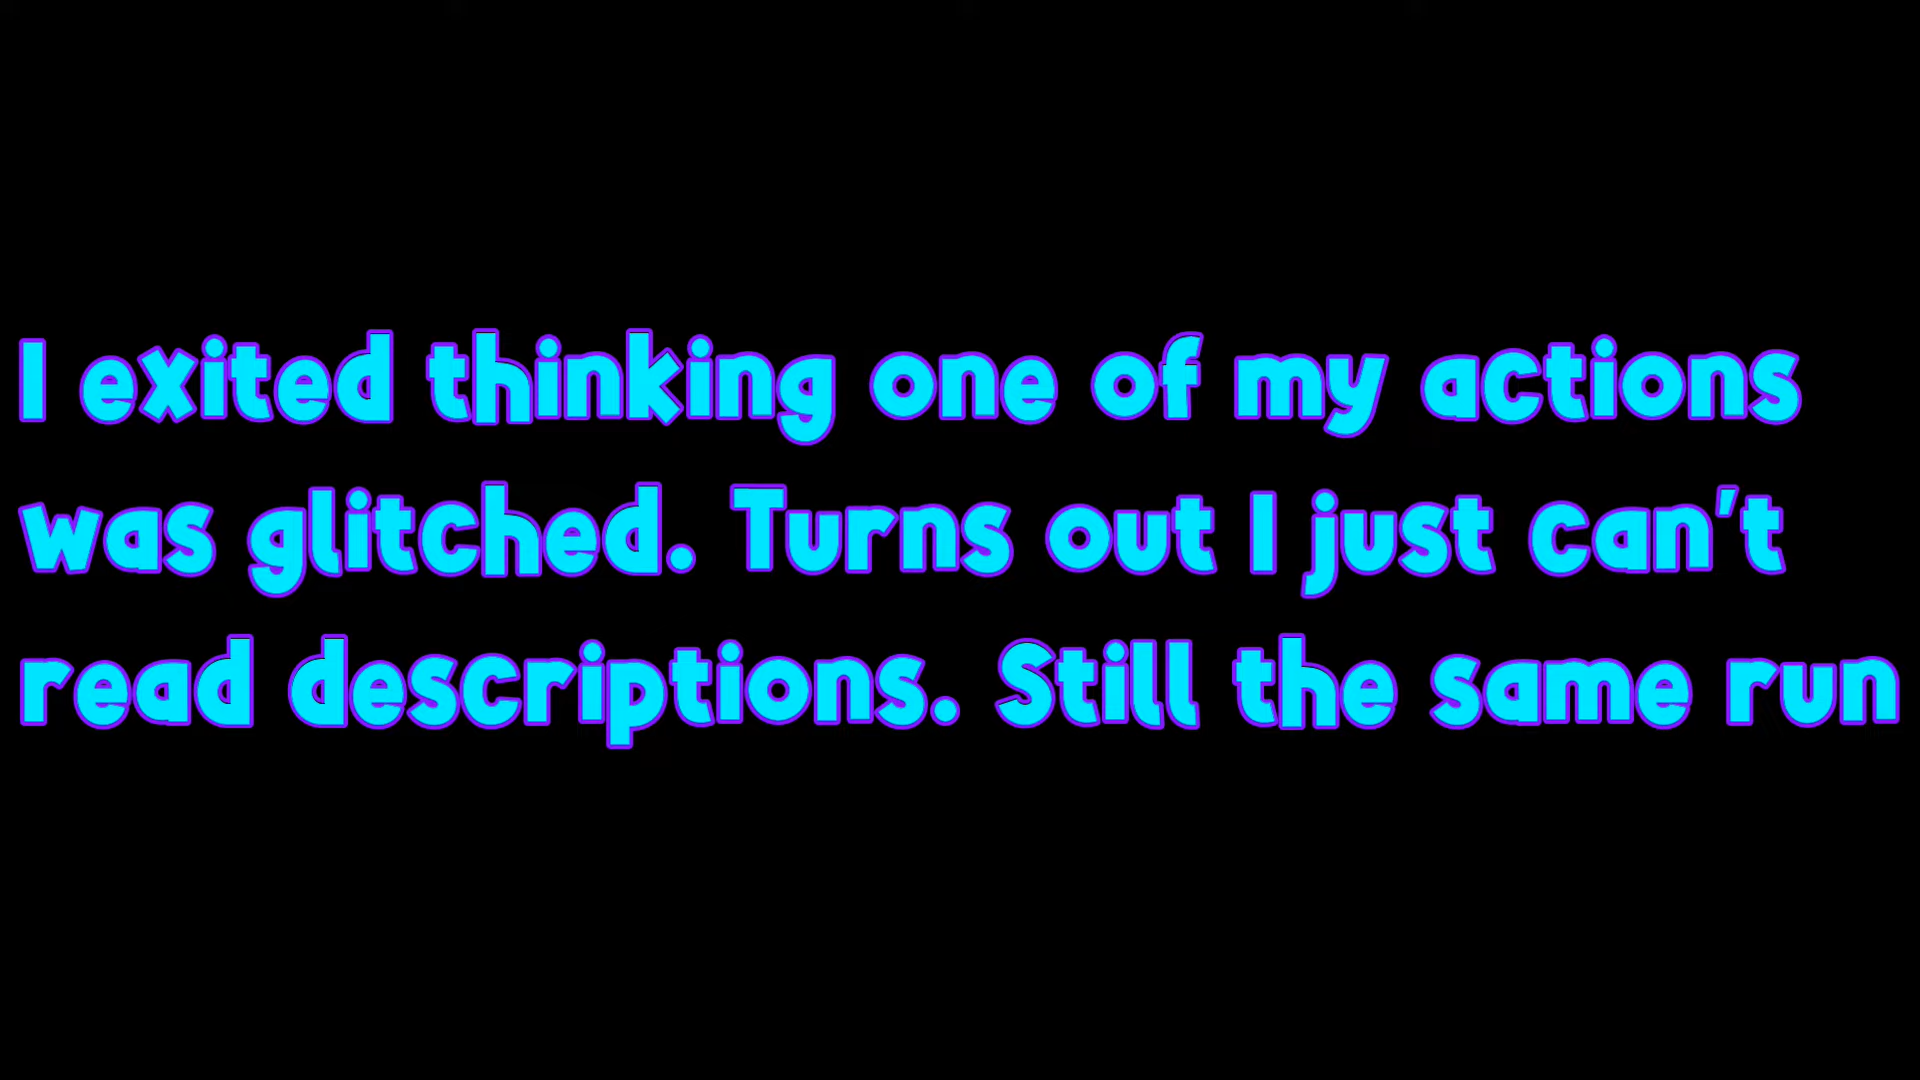 I exited thinking one of my actions
was glitched. Turns out I just can't
read descriptions. Still the same run